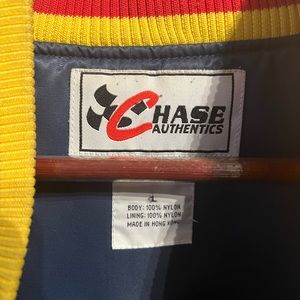 CHASE
AUTHENTICS
L
BODY: 100% NYLON
LINING: 100% NYLON
MADE IN HONG KONG